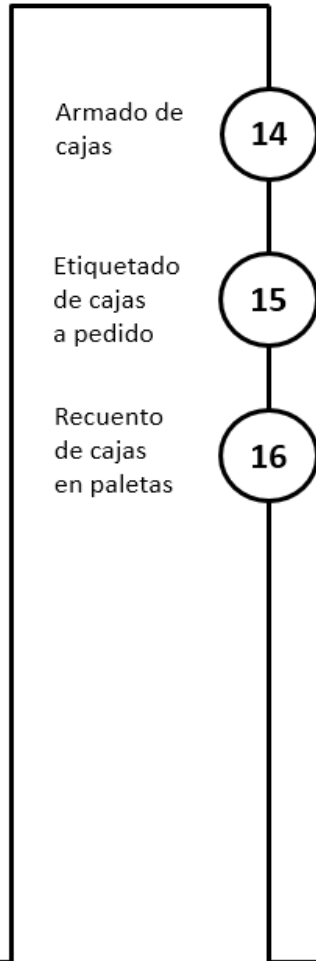 Armado de
cajas
14
Etiquetado
de cajas
a pedido
15
Recuento
de cajas
en paletas
16